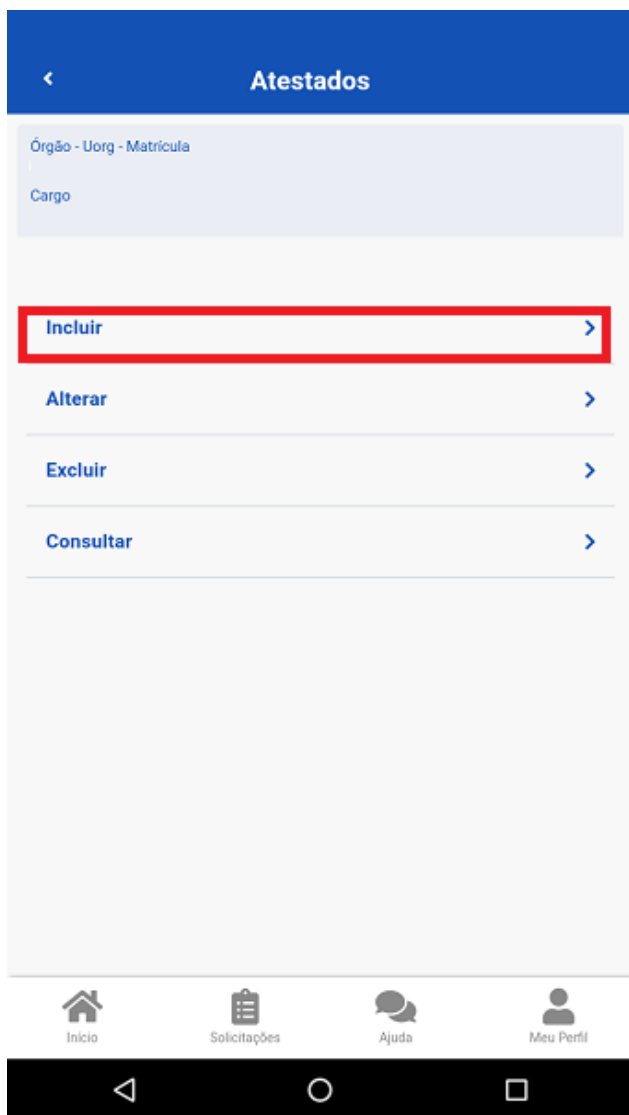 Atestados
Órgão - Uorg - Matrícula
Cargo
Incluir
Alterar
Excluir
Consultar
Início
Solicitações
Ajuda
Meu Perfil